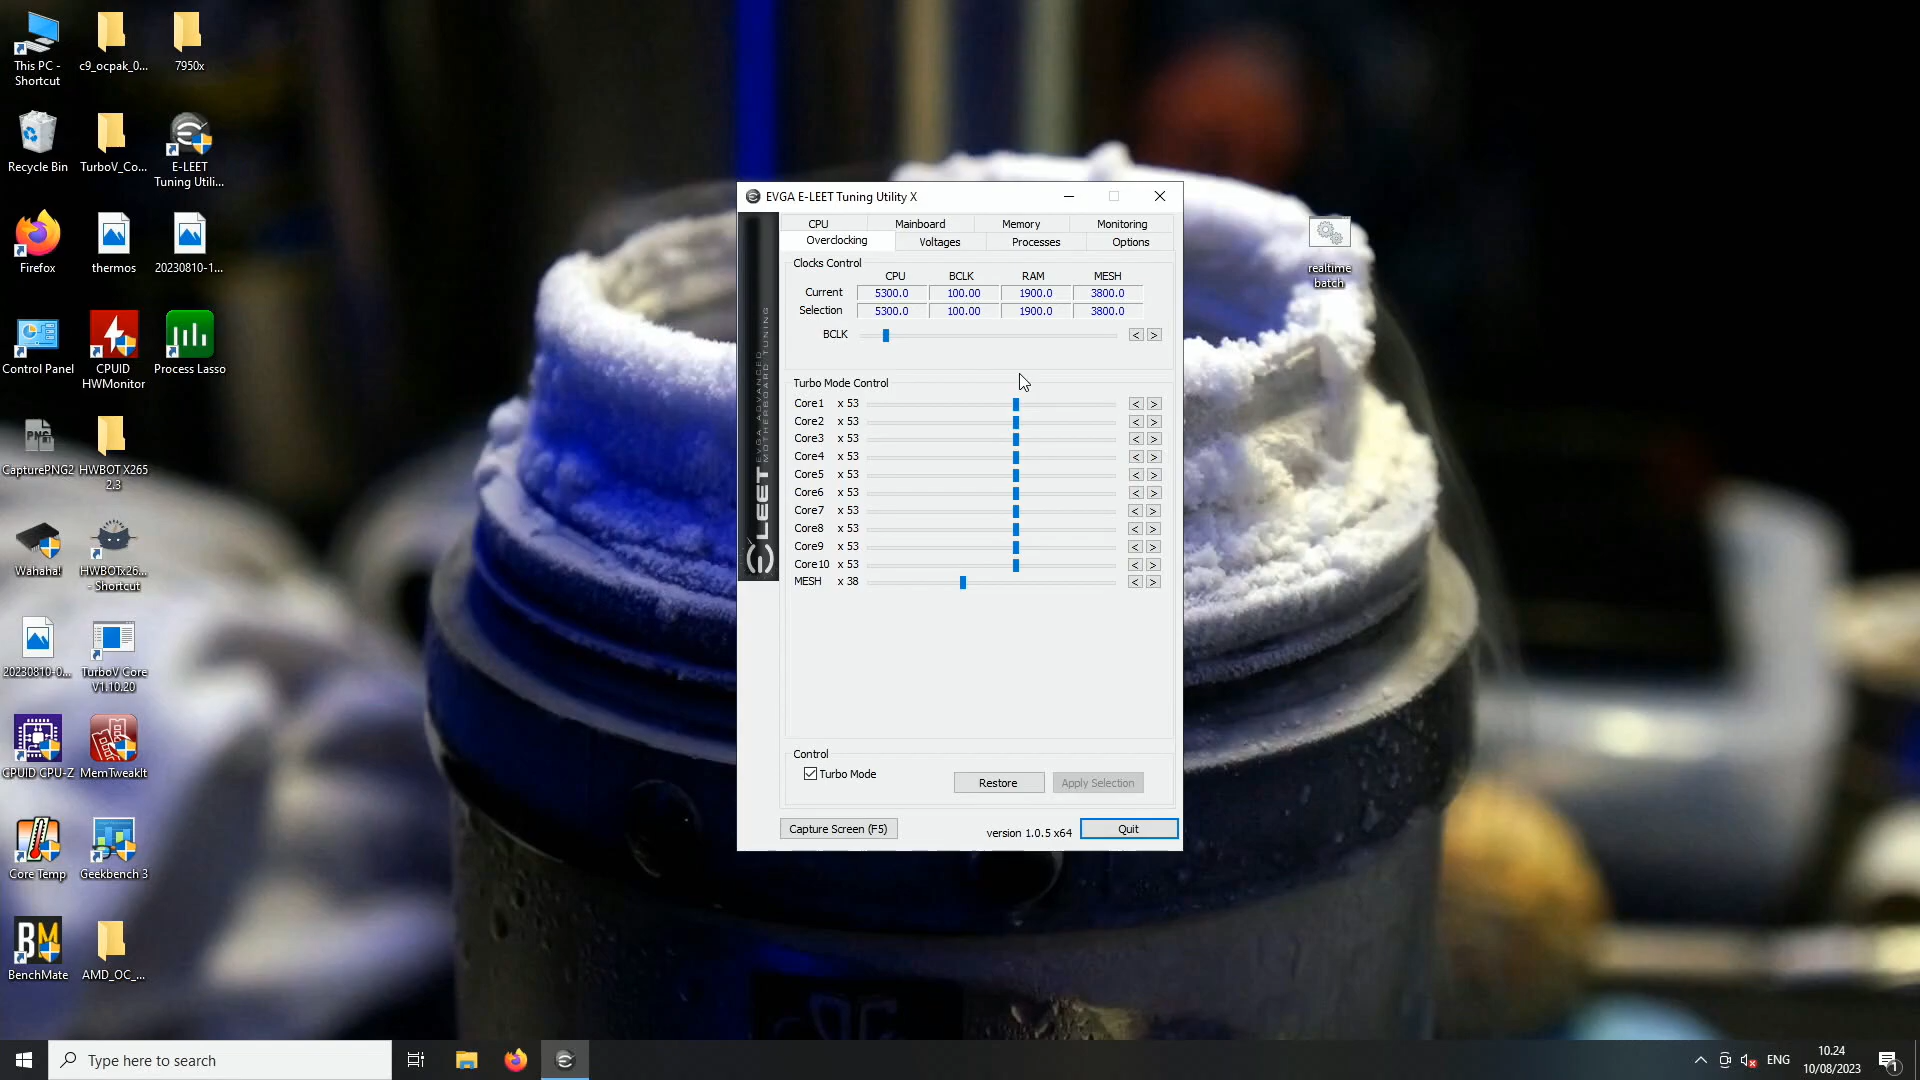 This PC -
Shortcut
c9_ocpak_0...
7950x
Recycle Bin
TurboV_Co...
E-LEET
Tuning Utili...
Firefox
thermos
20230810-1...
Control Panel
CPUID
HWMonitor
Process Lasso
PNG
CapturePNG2
HWBOT X265
2.3
Wahaha!
HWBOTx26...
- Shortcut
20230810-0...
TurboV Core
V1.10.20
CPUID CPU-Z
MemTweakIt
Core Temp
Geekbench 3
BM
BenchMate
AMD_OC_...
realtime
batch
EVGA E-LEET Tuning Utility X
CPU Mainboard Memory Monitoring
Overclocking Voltages Processes Options
Clocks Control
CPU BCLK RAM MESH
Current 5300.0 100.00 1900.0 3800.0
Selection 5300.0 100.00 1900.0 3800.0
BCLK < >
Turbo Mode Control
Core1 x 53 < >
Core2 x 53 < >
Core3 x 53 < >
Core4 x 53 < >
Core5 x 53 < >
Core6 x 53 < >
Core7 x 53 < >
Core8 x 53 < >
Core9 x 53 < >
Core10 x 53 < >
MESH x 38 < >
Control
Turbo Mode
Restore
Apply Selection
Capture Screen (F5)
version 1.0.5 x64
Quit
LEET
EVGA ADVANCED
MOTHERBOARD TUNING
Type here to search
ENG
10.24
10/08/2023
1